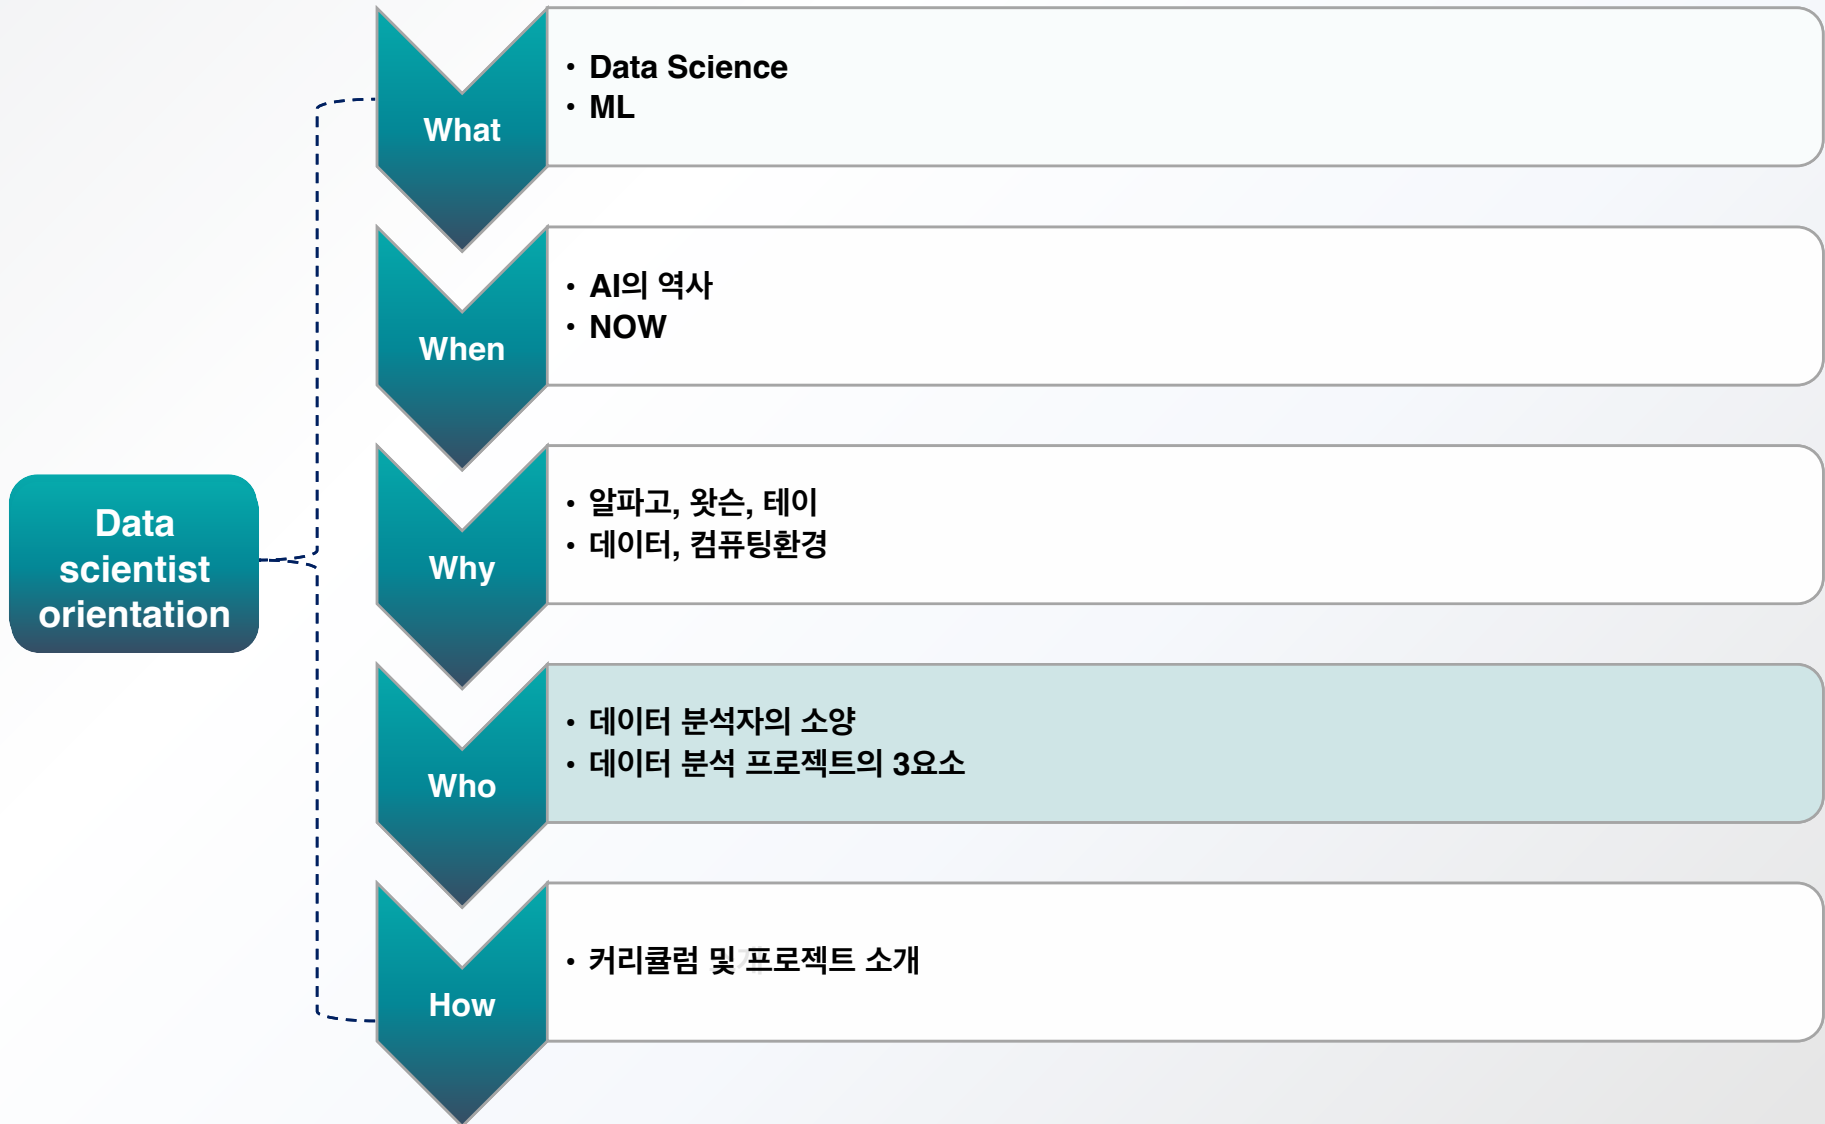 Data
scientist
orientation
What
• Data Science
• ML
When
• AI의 역사
• NOW
Why
• 알파고, 왓슨, 테이
• 데이터, 컴퓨팅환경
Who
• 데이터 분석자의 소양
• 데이터 분석 프로젝트의 3요소
How
• 커리큘럼 및 프로젝트 소개